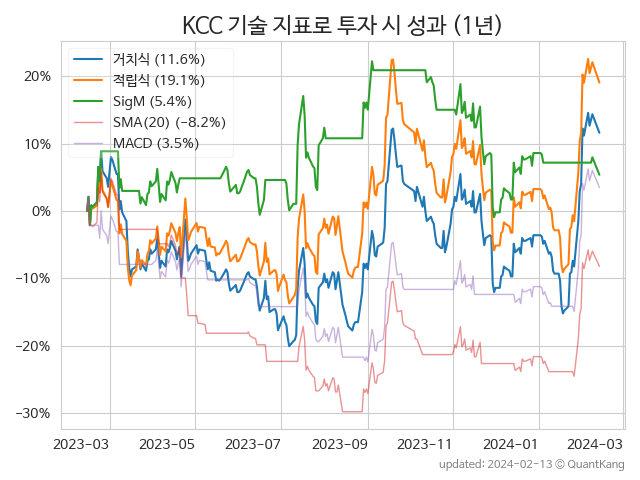 KCC 기술 지표로 투자 시 성과 (1년)
거치식 (11.6%)
적립식 (19.1%)
SigM (5.4%)
SMA(20) (−8.2%)
MACD (3.5%)
20%
10%
0%
−10%
−20%
−30%
2023-03 2023-05 2023-07 2023-09 2023-11 2024-01 2024-03
updated: 2024-02-13 © QuantKang